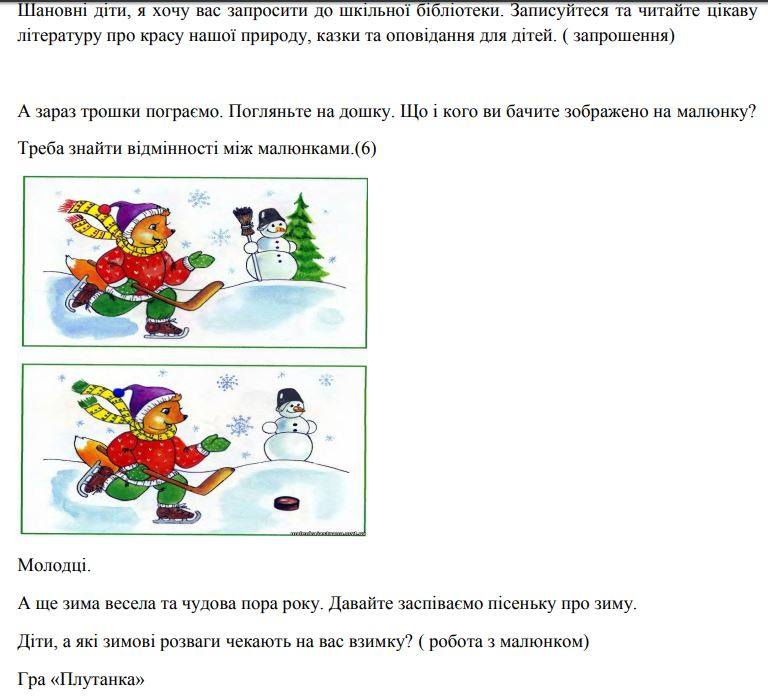 Шановні діти, я хочу вас запросити до шкільної бібліотеки. Записуйтеся та читайте цікаву
літературу про красу нашої природу, казки та оповідання для дітей. ( запрошення)
А зараз трошки пограємо. Погляньте на дошку. Що і кого ви бачите зображено на малюнку?
Треба знайти відмінності між малюнками.(6)
Молодці.
А ще зима весела та чудова пора року. Давайте заспіваємо пісеньку про зиму.
Діти, а які зимові розваги чекають на вас взимку? ( робота з малюнком)
Гра «Плутанка»